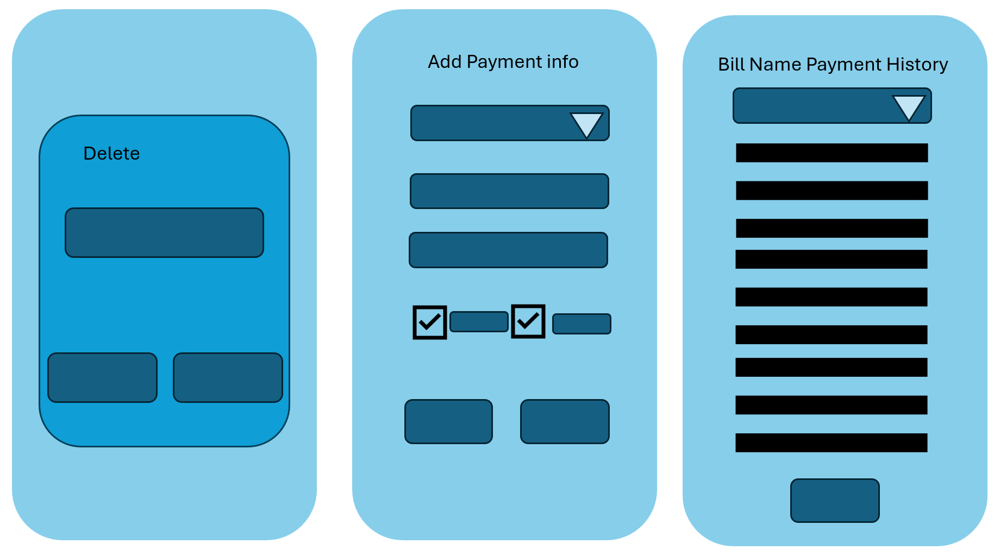 Delete
Add Payment info
Bill Name Payment History